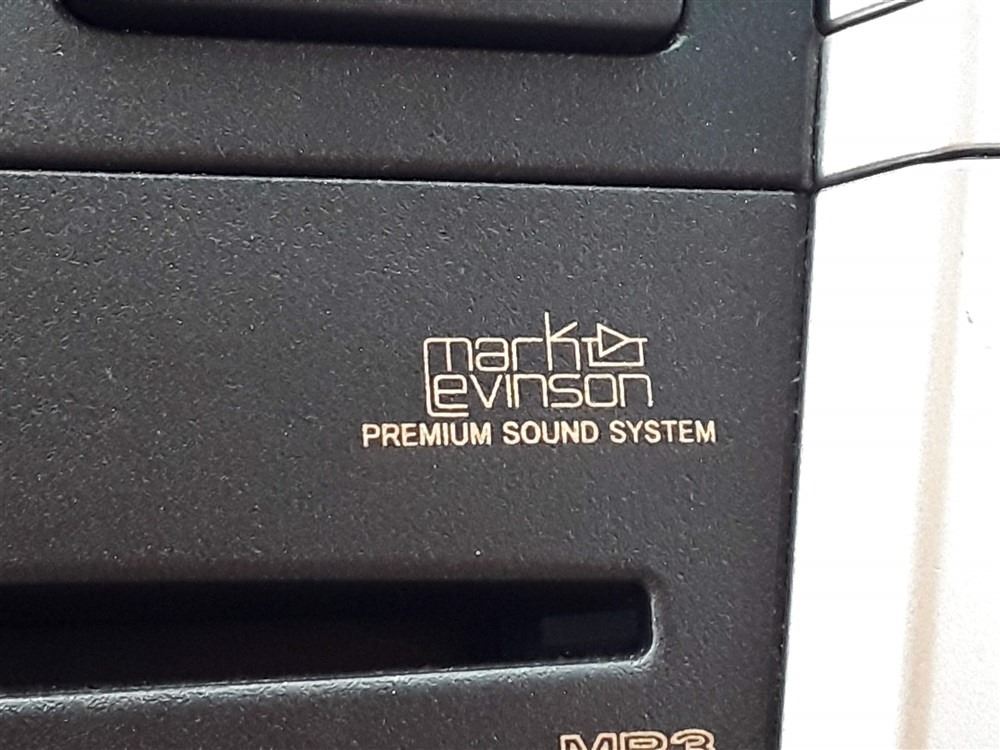 mark
Levinson
PREMIUM SOUND SYSTEM
MP3